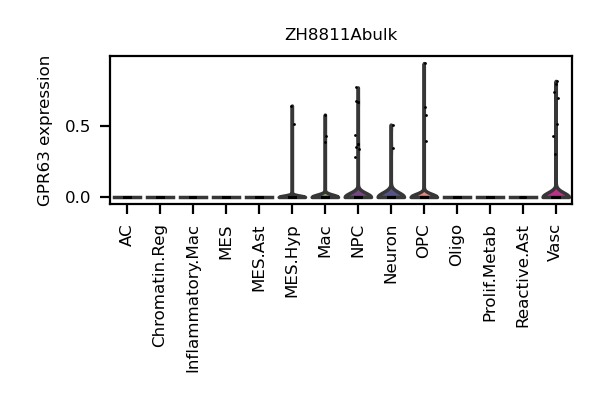 ZH8811Abulk
GPR63 expression
0.5
0.0
AC
Chromatin.Reg
Inflammatory.Mac
MES
MES.Ast
MES.Hyp
Mac
NPC
Neuron
OPC
Oligo
Prolif.Metab
Reactive.Ast
Vasc